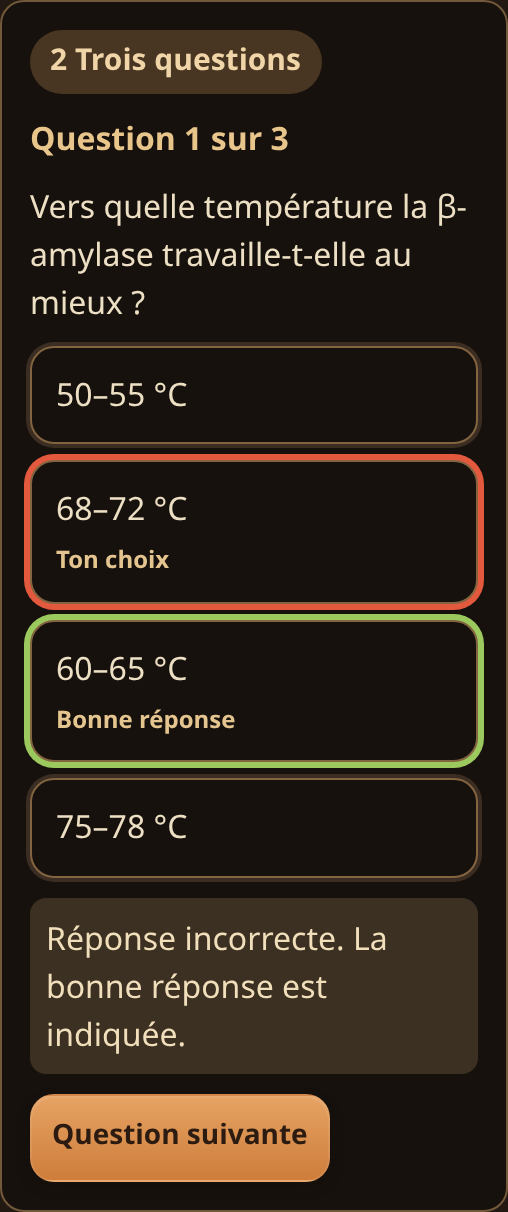 2 Trois questions
Question 1 sur 3
Vers quelle température la β-
amylase travaille-t-elle au
mieux ?
50–55 °C
68–72 °C
Ton choix
60–65 °C
Bonne réponse
75–78 °C
Réponse incorrecte. La
bonne réponse est
indiquée.
Question suivante